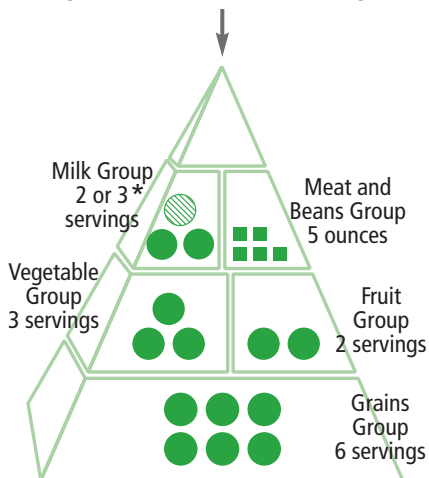 Milk Group
2 or 3*
servings
Meat and
Beans Group
5 ounces
Vegetable
Group
3 servings
Fruit
Group
2 servings
Grains
Group
6 servings